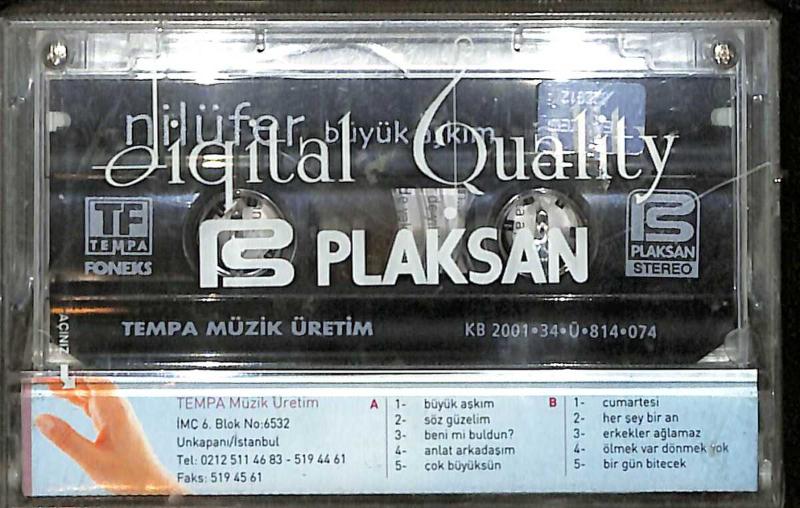 nilüfer büyük aşkım
Digital Quality
TF
TEMPA
FONEKS
PLAKSAN
PLAKSAN
STEREO
TEMPA MÜZİK ÜRETİM
KB 2001•34•Ü•814•074
AÇINIZ
TEMPA Müzik Üretim
İMC 6. Blok No:6532
Unkapanı/İstanbul
Tel: 0212 511 46 83 - 519 44 61
Faks: 519 45 61
A
1- büyük aşkım
2- söz güzelim
3- beni mi buldun?
4- anlat arkadaşım
5- çok büyüksün
B
1- cumartesi
2- her şey bir an
3- erkekler ağlamaz
4- ölmek var dönmek yok
5- bir gün bitecek